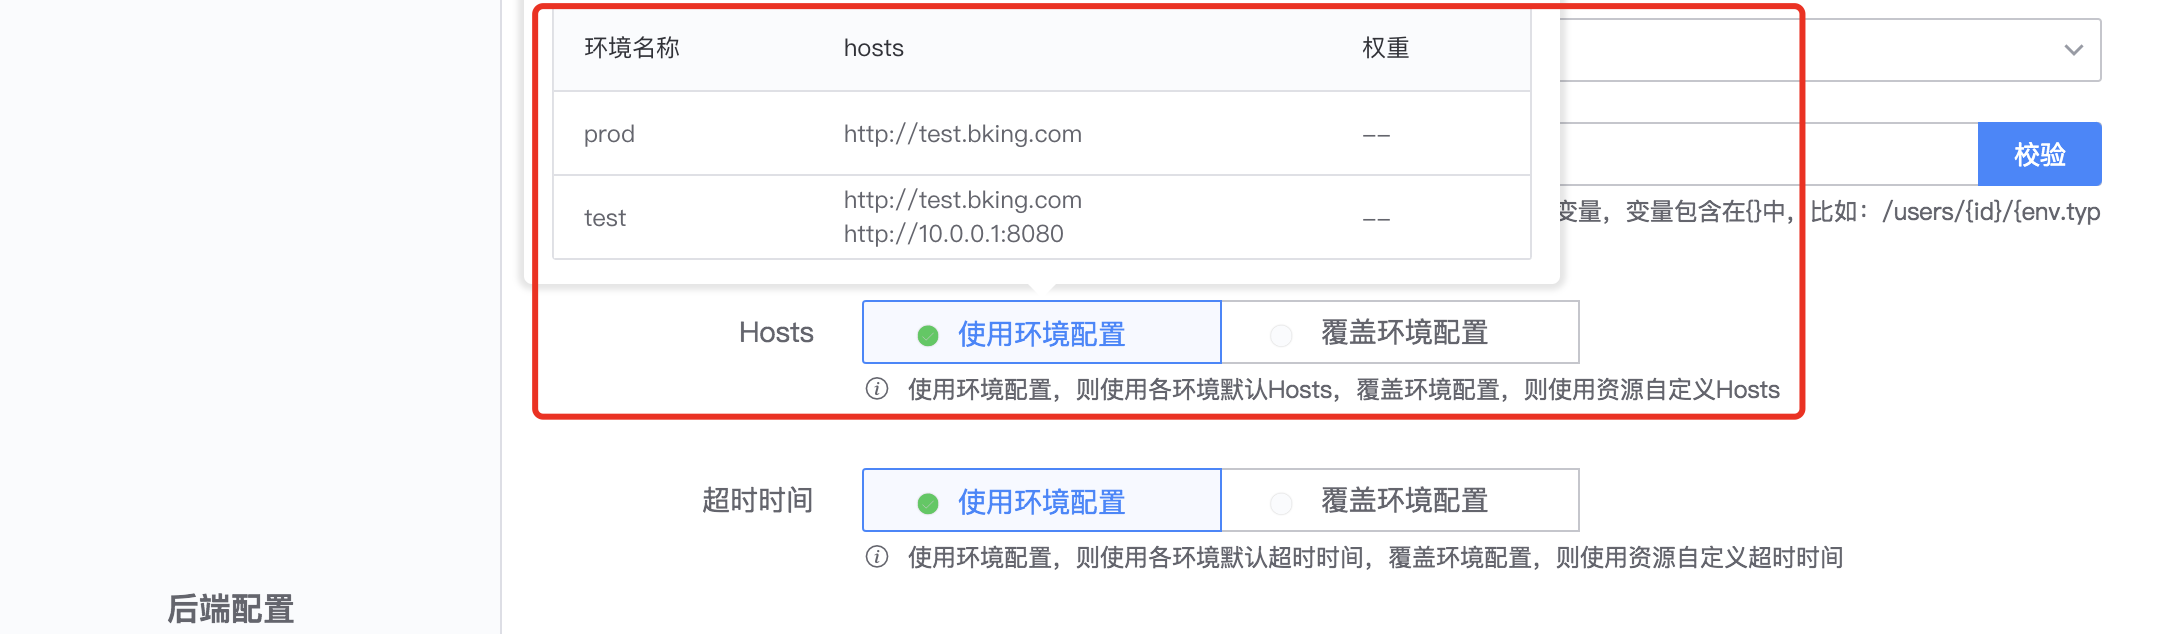 环境名称 hosts 权重
prod http://test.bking.com --
test http://test.bking.com --
http://10.0.0.1:8080
校验
变量，变量包含在{}中，比如：/users/{id}/{env.typ
Hosts 使用环境配置 覆盖环境配置
使用环境配置，则使用各环境默认Hosts，覆盖环境配置，则使用资源自定义Hosts
超时时间 使用环境配置 覆盖环境配置
使用环境配置，则使用各环境默认超时时间，覆盖环境配置，则使用资源自定义超时时间
后端配置